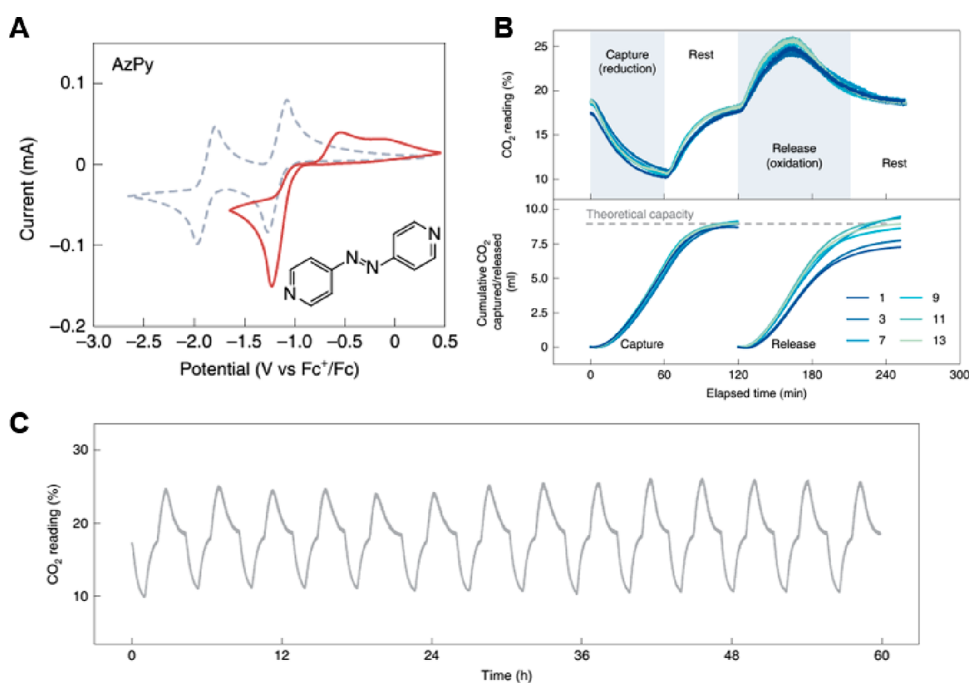 A
AzPy
0.1
0
−0.1
−0.2
Current (mA)
N
N
N
N
−3.0 −2.5 −2.0 −1.5 −1.0 −0.5 0 0.5
Potential (V vs Fc⁺/Fc)
B
25
20
15
10
CO₂ reading (%)
Capture
(reduction)
Rest
Release
(oxidation)
Rest
10.0
7.5
5.0
2.5
0
Cumulative CO₂
captured/released
(ml)
Theoretical capacity
Capture
Release
1 9
3 11
7 13
0 60 120 180 240 300
Elapsed time (min)
C
30
20
10
CO₂ reading (%)
0 12 24 36 48 60
Time (h)